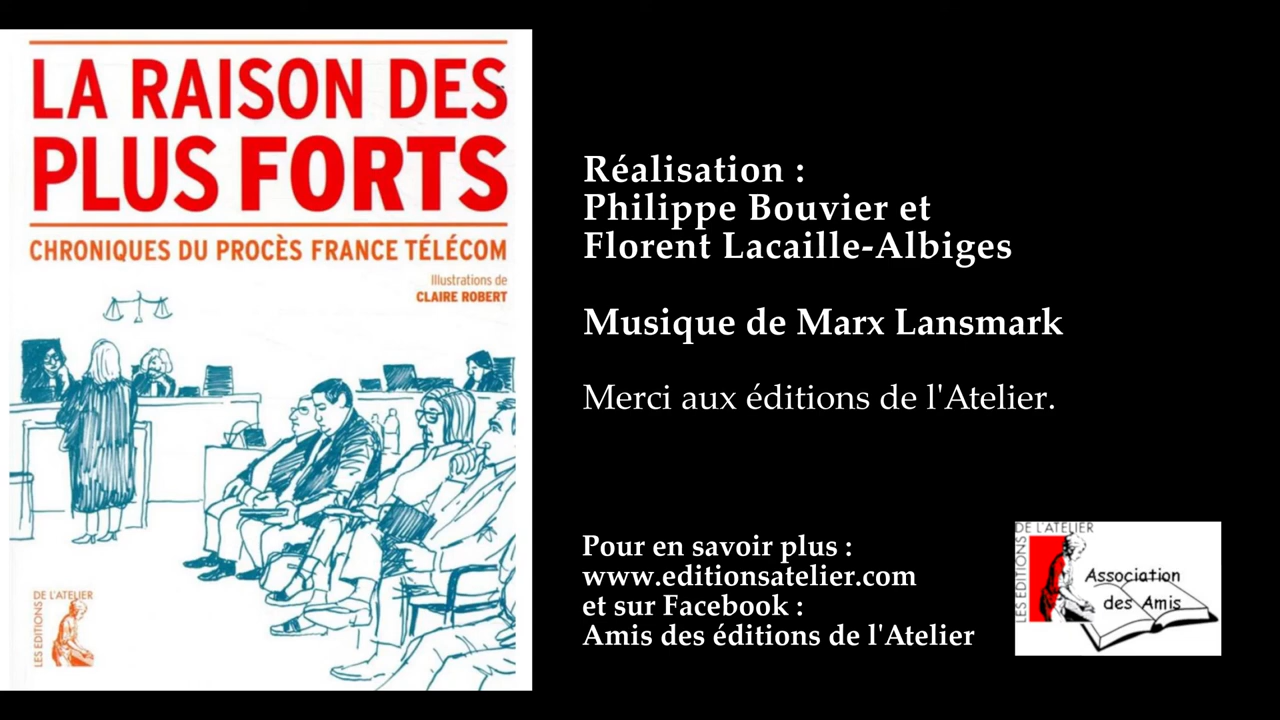 LA RAISON DES
PLUS FORTS
CHRONIQUES DU PROCÈS FRANCE TÉLÉCOM
Illustrations de
CLAIRE ROBERT
DE L'ATELIER
LES EDITIONS
Réalisation :
Philippe Bouvier et
Florent Lacaille-Albiges
Musique de Marx Lansmark
Merci aux éditions de l'Atelier.
Pour en savoir plus :
www.editionsatelier.com
et sur Facebook :
Amis des éditions de l'Atelier
DE L'ATELIER
LES EDITIONS
Association
des Amis